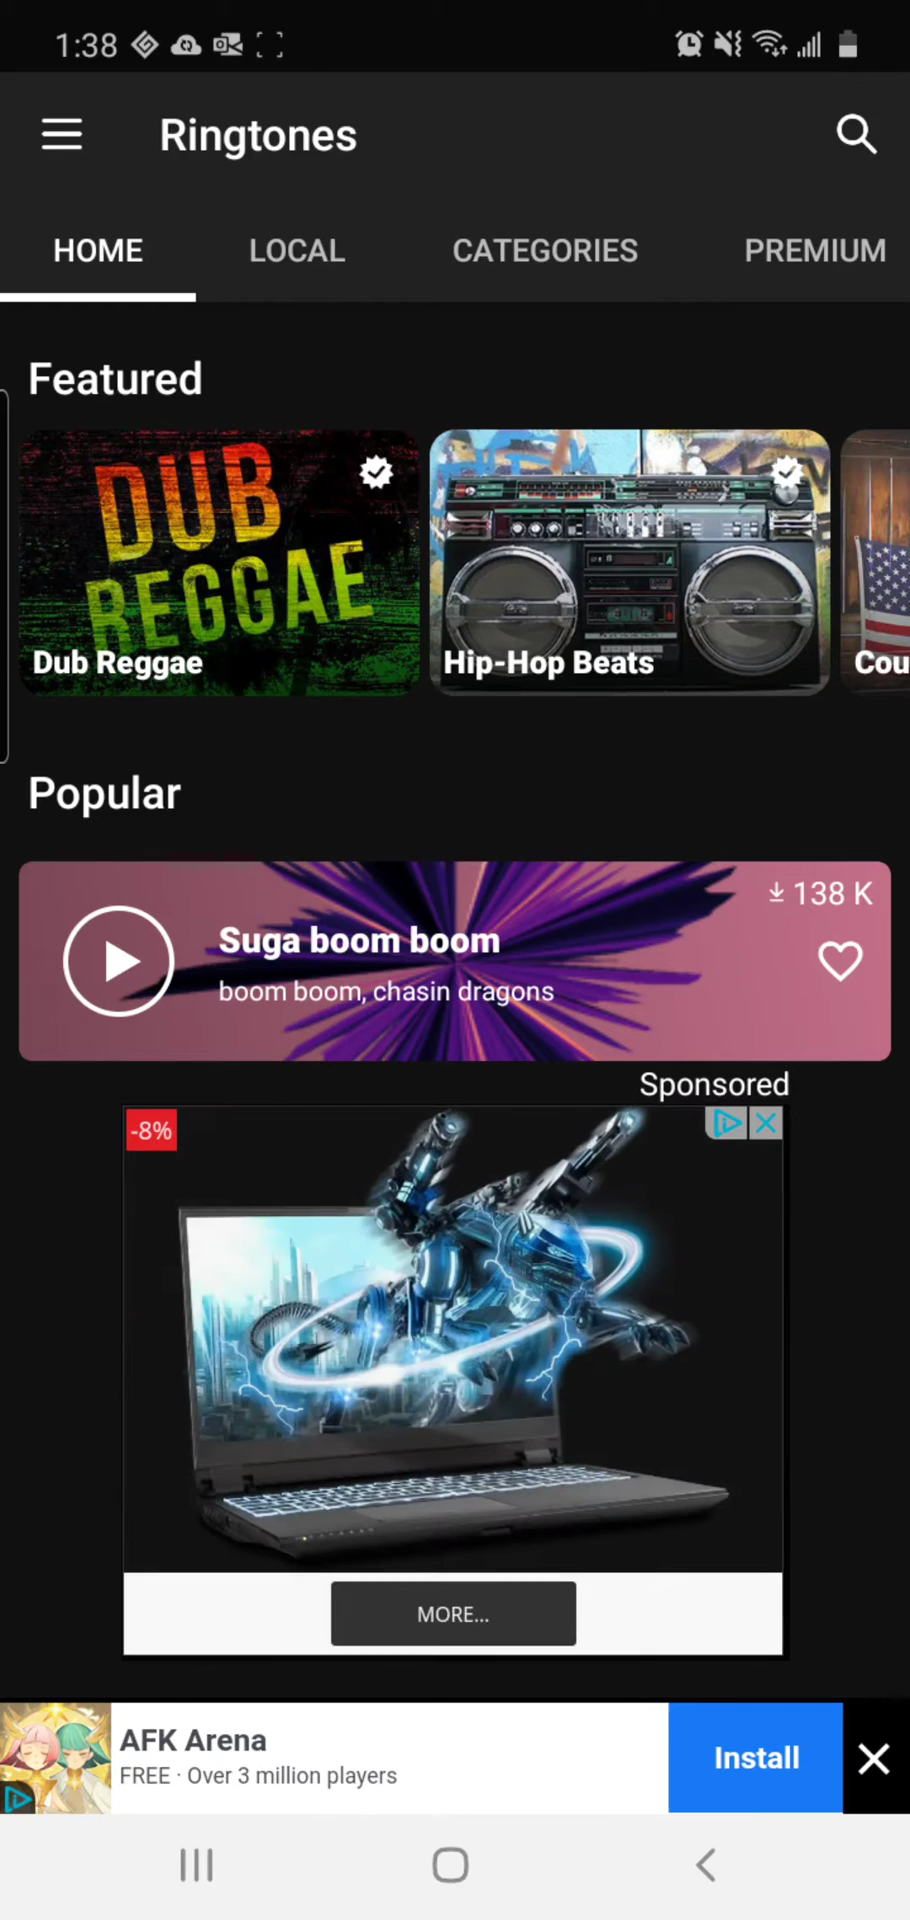 1:38
Ringtones
HOME LOCAL CATEGORIES PREMIUM
Featured
DUB
REGGAE
Dub Reggae
Hip-Hop Beats
Cou
Popular
138 K
Suga boom boom
boom boom, chasin dragons
Sponsored
-8%
MORE...
AFK Arena
FREE · Over 3 million players
Install